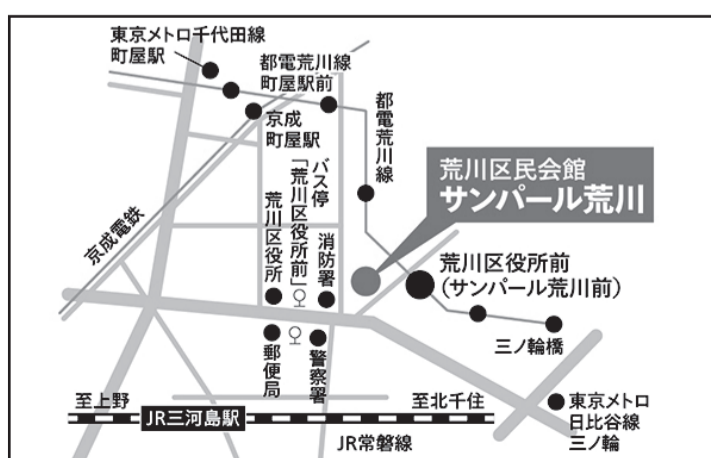 東京メトロ千代田線
町屋駅
都電荒川線
町屋駅前
京成
町屋駅
都電荒川線
荒川区民会館
サンパール荒川
京成電鉄
バス停
「荒川区役所前」
荒川区役所
消防署
荒川区役所前
(サンパール荒川前)
三ノ輪橋
郵便局
警察署
至上野
JR三河島駅
至北千住
JR常磐線
東京メトロ
日比谷線
三ノ輪